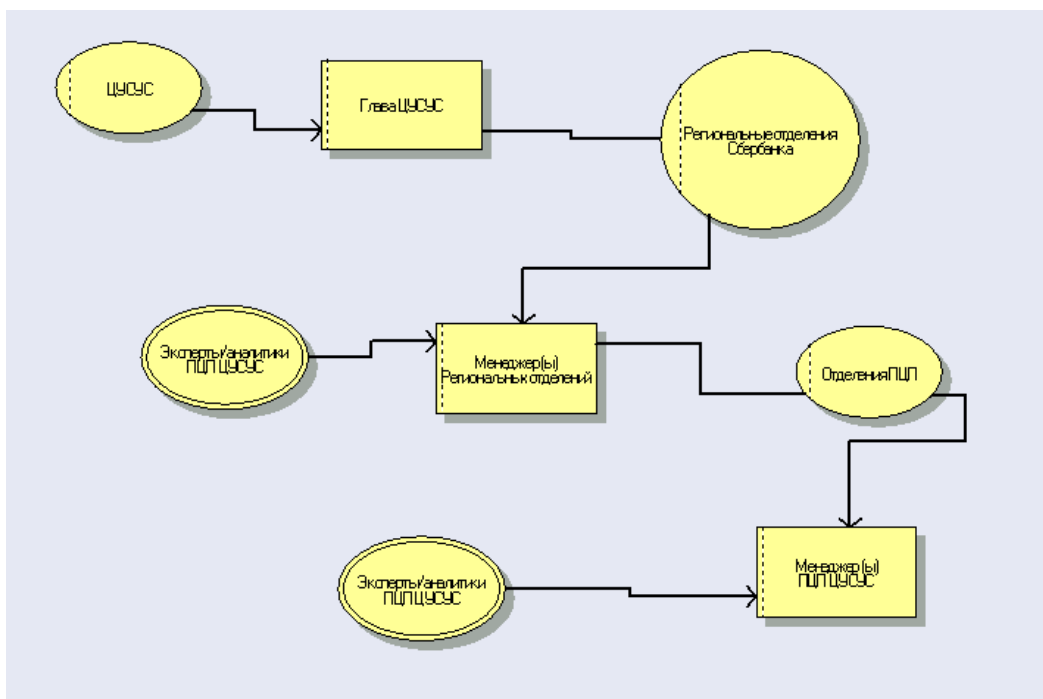 ЦУСУС
Глава ЦУСУС
Региональные отделения
Сбербанка
Эксперты/аналитики
ПЦП ЦУСУС
Менеджер(ы)
Региональных отделений
Отделения ПЦП
Эксперты/аналитики
ПЦП ЦУСУС
Менеджер(ы)
ПЦП ЦУСУС